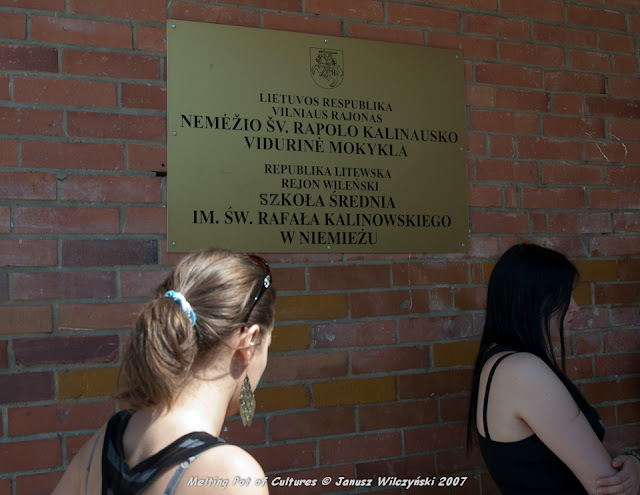 LIETUVOS RESPUBLIKA
VILNIAUS RAJONAS
NEMĖŽIO ŠV. RAPOLO KALINAUSKO
VIDURINĖ MOKYKLA
REPUBLIKA LITEWSKA
REJON WILEŃSKI
SZKOŁA ŚREDNIA
IM. ŚW. RAFAŁA KALINOWSKIEGO
W NIEMIEŻU
Melting Pot of Cultures © Janusz Wilczyński 2007